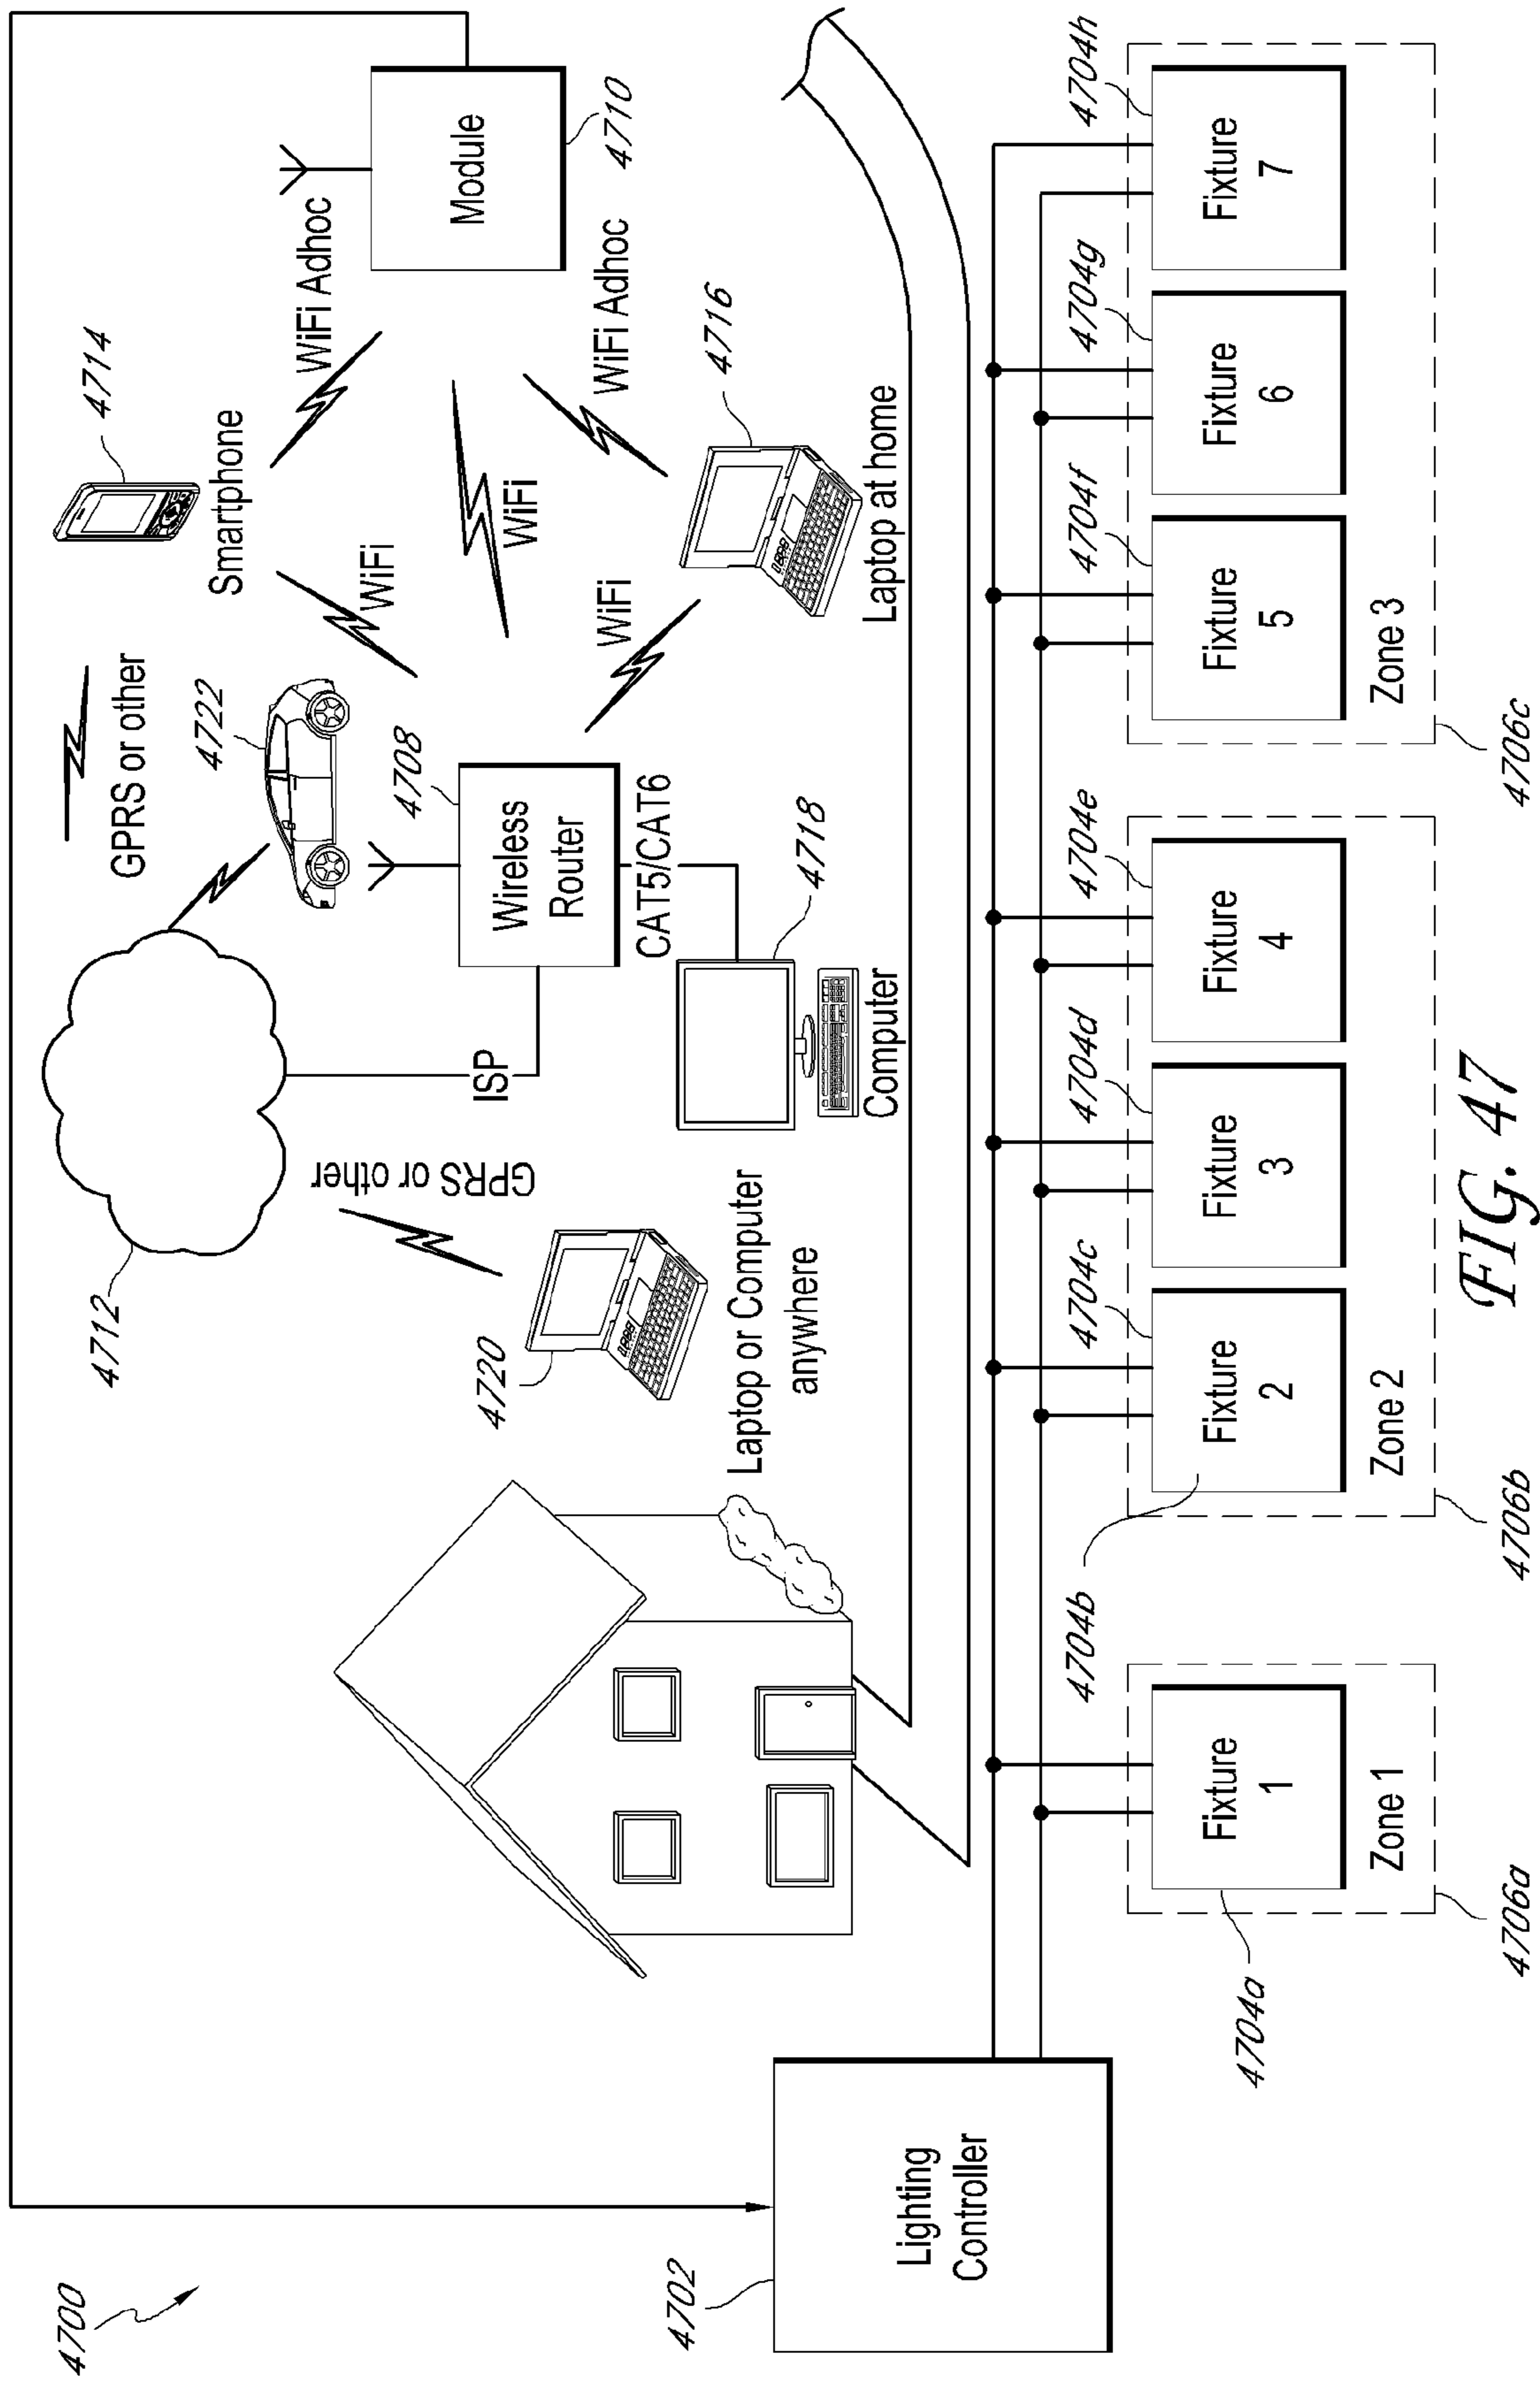 4700
4712
GPRS or other
4714
Smartphone
4722
WiFi Adhoc
WiFi
4708
Module
4710
ISP
Wireless
Router
WiFi
CAT5/CAT6
GPRS or other
4720
WiFi
WiFi Adhoc
4716
4718
Laptop or Computer
anywhere
Computer
Laptop at home
4702
Lighting
Controller
4704b
4704c
4704d
4704e
4704f
4704g
4704h
Fixture
1
Fixture
2
Fixture
3
Fixture
4
Fixture
5
Fixture
6
Fixture
7
4704a
Zone 1
Zone 2
Zone 3
4706a
4706b
4706c
FIG. 47